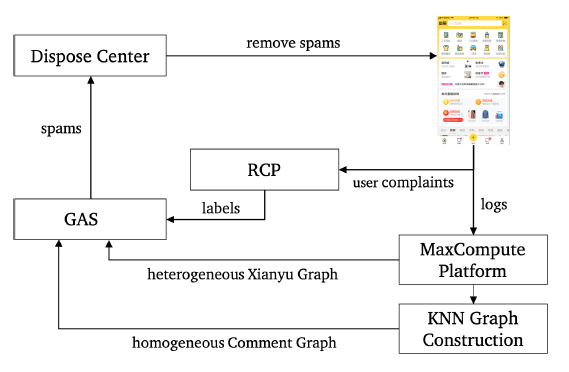 remove spams
Dispose Center
spams
RCP
user complaints
labels
logs
GAS
MaxCompute
Platform
heterogeneous Xianyu Graph
KNN Graph
Construction
homogeneous Comment Graph